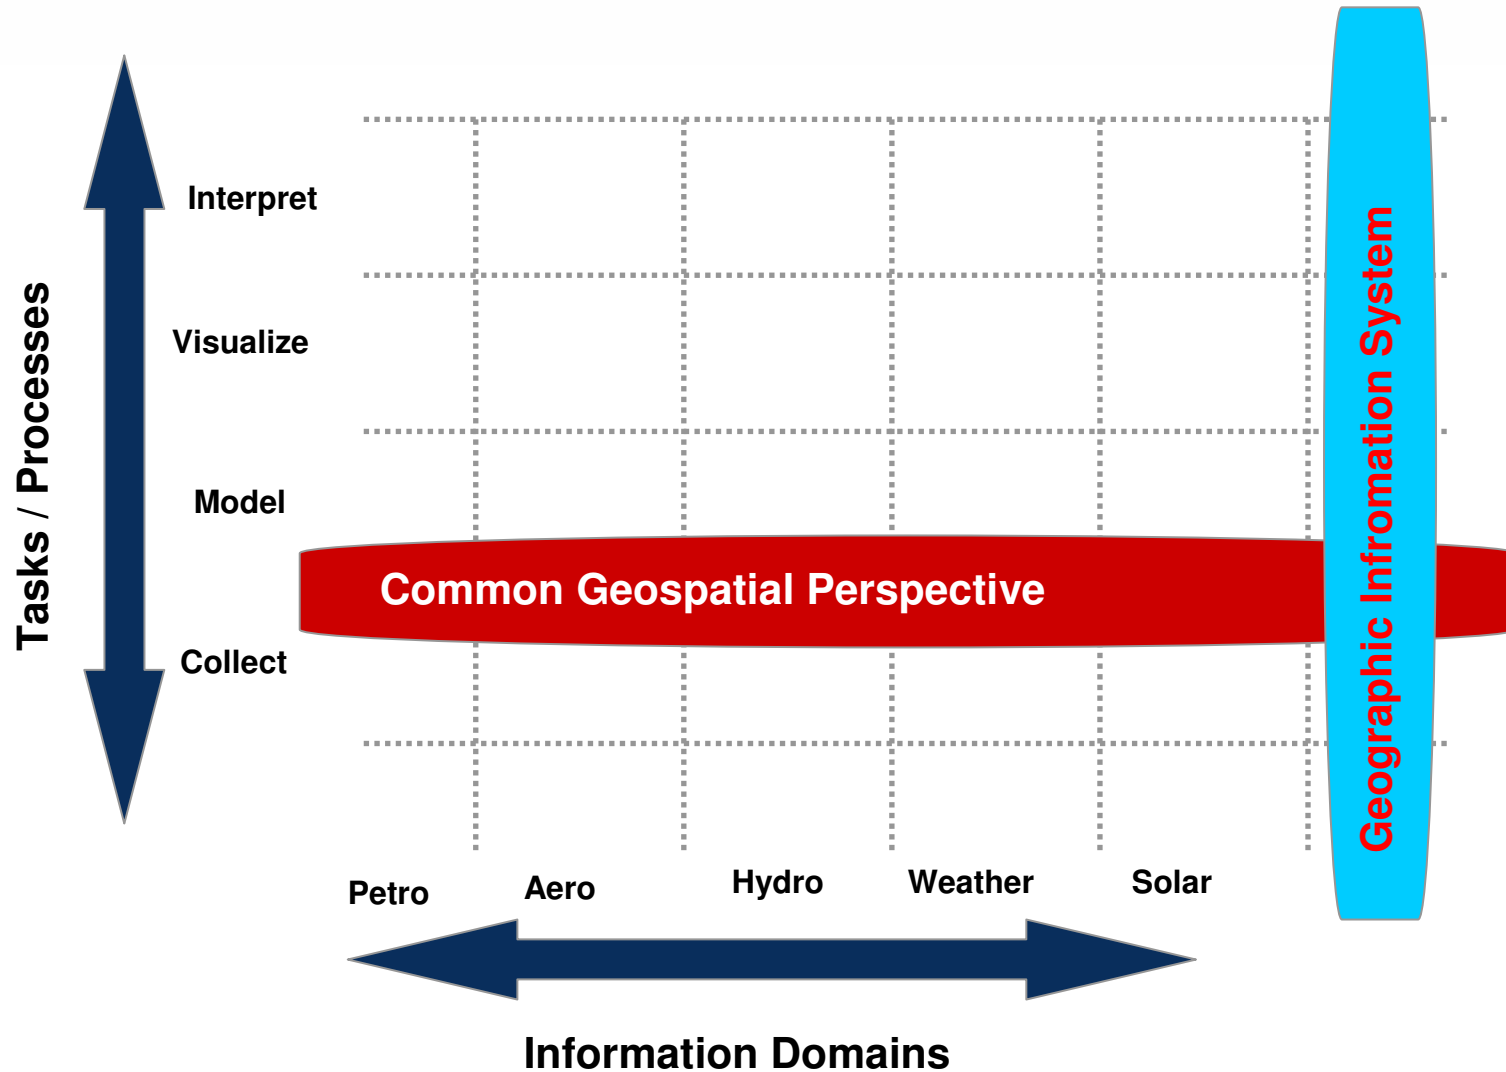 Tasks / Processes
Interpret
Visualize
Model
Common Geospatial Perspective
Collect
Geographic Infromation System
Petro
Aero
Hydro
Weather
Solar
Information Domains